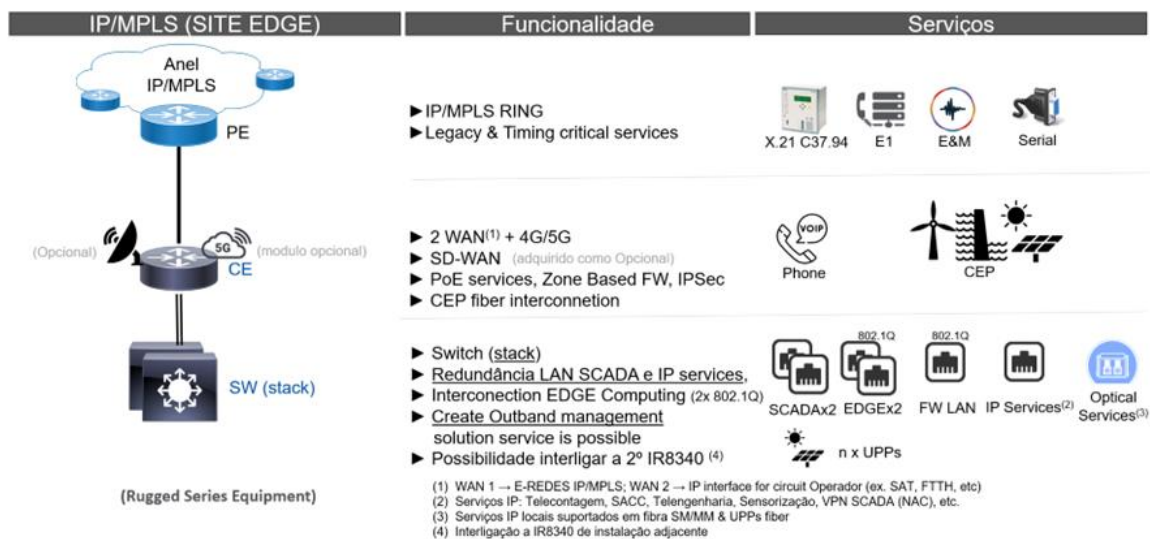 IP/MPLS (SITE EDGE)
Funcionalidade
Serviços
Anel
IP/MPLS
PE
►IP/MPLS RING
►Legacy & Timing critical services
X.21 C37.94
E1
E&M
Serial
(Opcional)
5G
(modulo opcional)
CE
► 2 WAN(1) + 4G/5G
► SD-WAN (adquirido como Opcional)
► PoE services, Zone Based FW, IPSec
► CEP fiber interconnetion
VOIP
Phone
CEP
SW (stack)
► Switch (stack)
► Redundância LAN SCADA e IP services,
► Interconection EDGE Computing (2x 802.1Q)
► Create Outband management
solution service is possible
► Possibilidade interligar a 2º IR8340 (4)
802.1Q
802.1Q
SCADAx2
EDGEx2
FW LAN
IP Services(2)
Optical
Services(3)
n x UPPs
(Rugged Series Equipment)
(1) WAN 1 → E-REDES IP/MPLS; WAN 2 → IP interface for circuit Operador (ex. SAT, FTTH, etc)
(2) Serviços IP: Telecontagem, SACC, Telengenharia, Sensorização, VPN SCADA (NAC), etc.
(3) Serviços IP locais suportados em fibra SM/MM & UPPs fiber
(4) Interligação a IR8340 de instalação adjacente